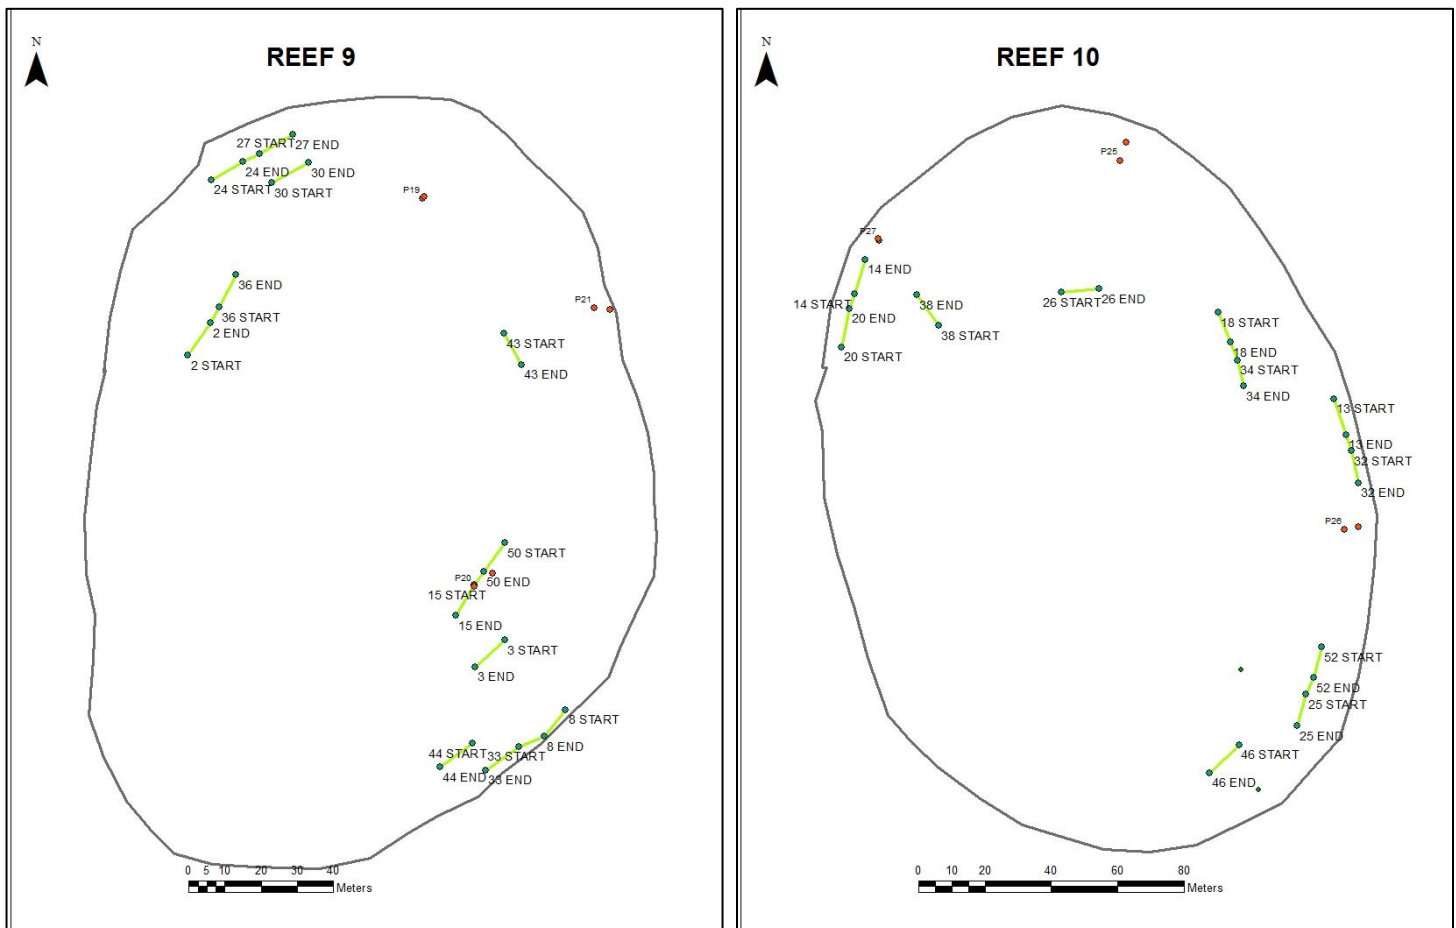 N
REEF 9
27 START
27 END
24 END
30 END
24 START
30 START
P19
36 END
P21
36 START
2 END
43 START
2 START
43 END
50 START
P20
50 END
15 START
15 END
3 START
3 END
8 START
44 START
33 START
8 END
44 END
33 END
0 5 10 20 30 40
Meters
N
REEF 10
P25
P27
14 END
14 START
38 END
26 START
26 END
20 END
18 START
38 START
20 START
18 END
34 START
34 END
13 START
13 END
32 START
32 END
P26
52 START
52 END
25 START
25 END
46 START
46 END
0 10 20 40 60 80
Meters